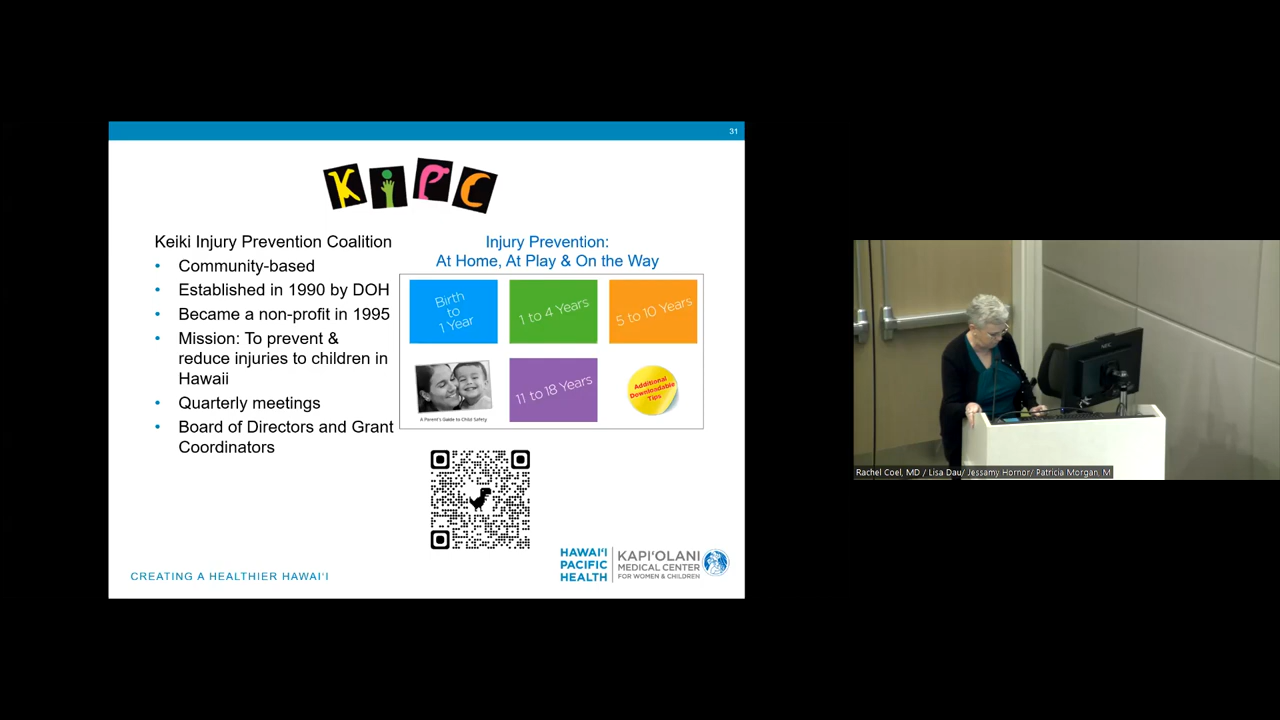 31
KiPC
Keiki Injury Prevention Coalition
• Community-based
• Established in 1990 by DOH
• Became a non-profit in 1995
• Mission: To prevent &
reduce injuries to children in
Hawaii
• Quarterly meetings
• Board of Directors and Grant
Coordinators
Injury Prevention:
At Home, At Play & On the Way
Birth
to
1 Year
1 to 4 Years
5 to 10 Years
A Parent's Guide to Child Safety
11 to 18 Years
Additional
Downloadable
Tips
CREATING A HEALTHIER HAWAIʻI
HAWAIʻI
PACIFIC
HEALTH
KAPIʻOLANI
MEDICAL CENTER
FOR WOMEN & CHILDREN
NEC
Rachel Coel, MD / Lisa Dau/ Jessamy Hornor/ Patricia Morgan, M